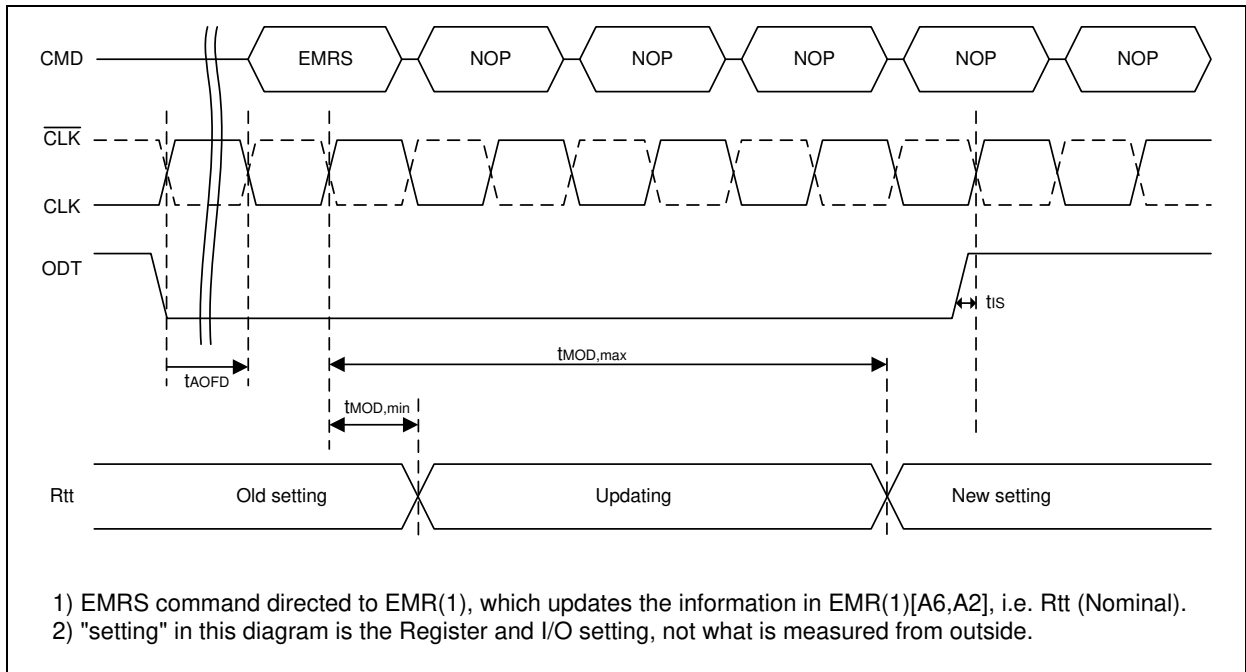 CMD EMRS NOP NOP NOP NOP NOP
CLK
CLK
ODT
tIS
tMOD,max
tAOFD
tMOD,min
Rtt Old setting Updating New setting
1) EMRS command directed to EMR(1), which updates the information in EMR(1)[A6,A2], i.e. Rtt (Nominal).
2) "setting" in this diagram is the Register and I/O setting, not what is measured from outside.